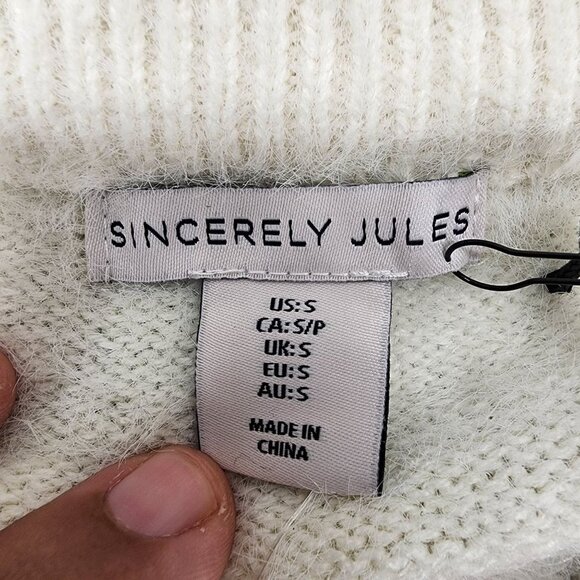 SINCERELY JULES
US: S
CA: S/P
UK: S
EU: S
AU: S
MADE IN
CHINA